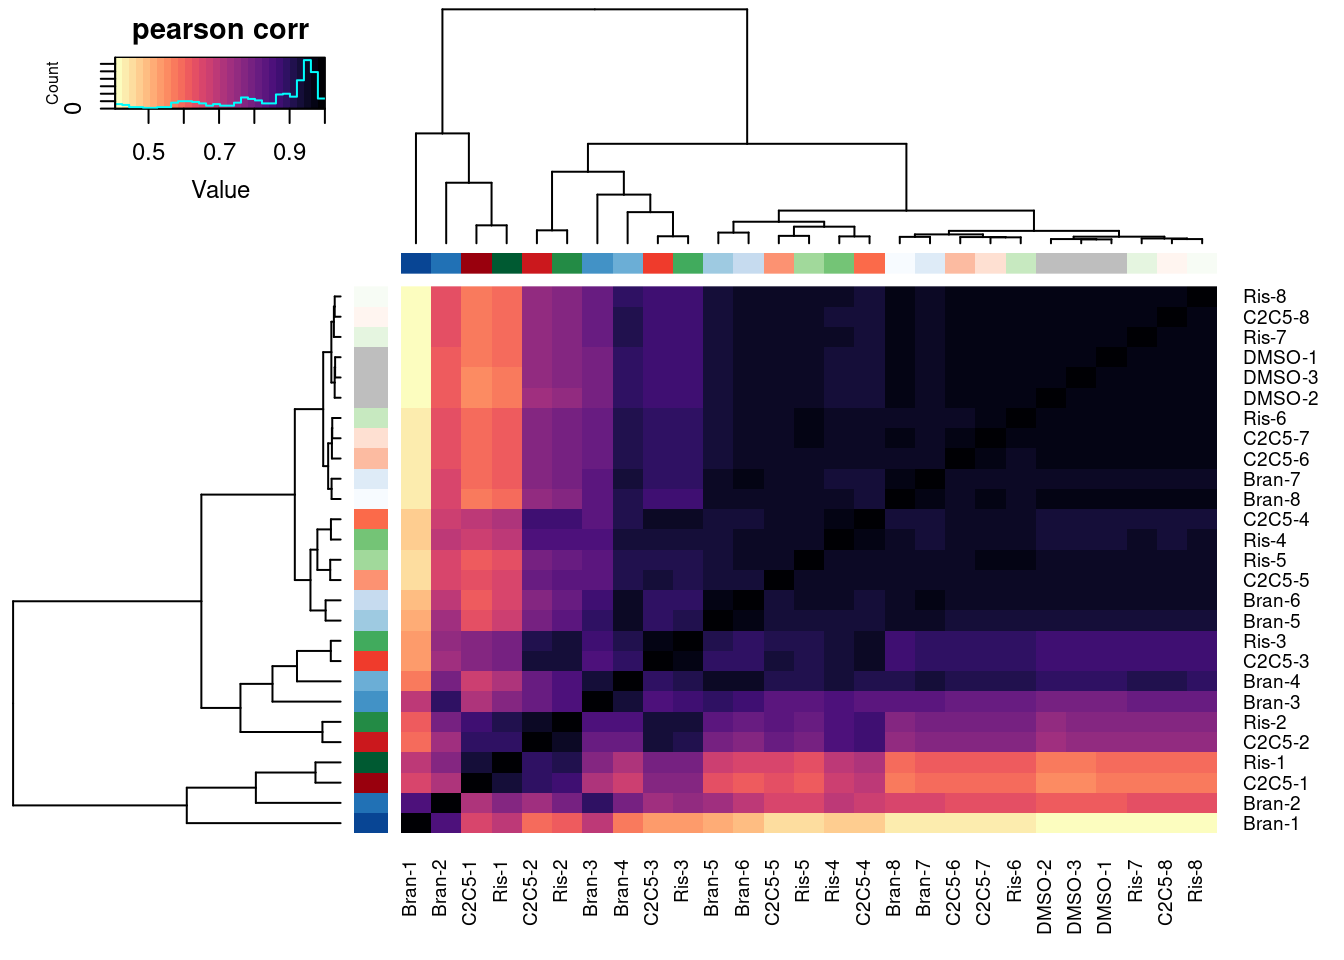 pearson corr
Count
0
0.5 0.7 0.9
Value
Ris-8
C2C5-8
Ris-7
DMSO-1
DMSO-3
DMSO-2
Ris-6
C2C5-7
C2C5-6
Bran-7
Bran-8
C2C5-4
Ris-4
Ris-5
C2C5-5
Bran-6
Bran-5
Ris-3
C2C5-3
Bran-4
Bran-3
Ris-2
C2C5-2
Ris-1
C2C5-1
Bran-2
Bran-1
Bran-1
Bran-2
C2C5-1
Ris-1
C2C5-2
Ris-2
Bran-3
Bran-4
C2C5-3
Ris-3
Bran-5
Bran-6
C2C5-5
Ris-5
Ris-4
C2C5-4
Bran-8
Bran-7
C2C5-6
C2C5-7
Ris-6
DMSO-2
DMSO-3
DMSO-1
Ris-7
C2C5-8
Ris-8